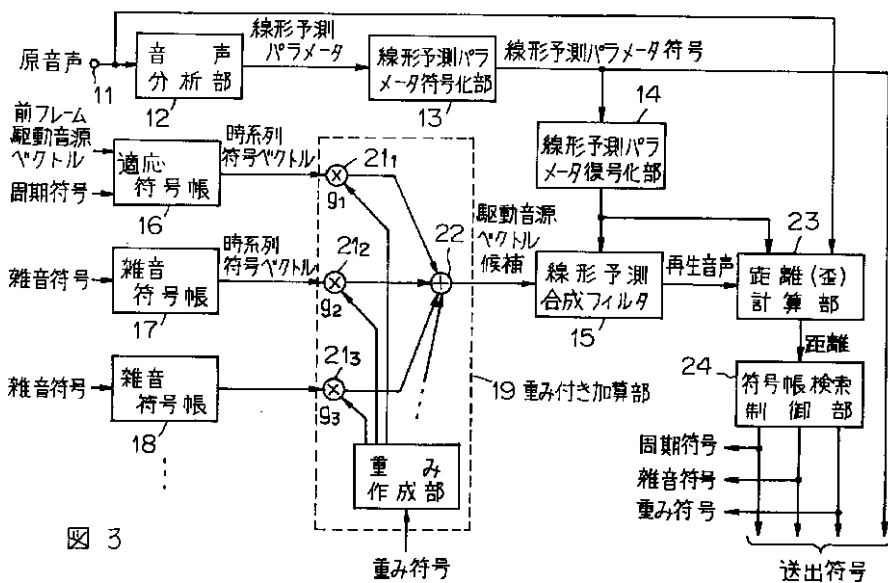 原音声
11
音声
分析部
12
線形予測
パラメータ
線形予測パラ
メータ符号化部
13
線形予測パラメータ符号
14
線形予測パラ
メータ復号化部
前フレーム
駆動音源
ベクトル
周期符号
適応
符号帳
16
時系列
符号ベクトル
21₁
g₁
雑音符号
雑音
符号帳
17
時系列
符号ベクトル
21₂
g₂
22
駆動音源
ベクトル
候補
線形予測
合成フィルタ
15
再生音声
23
距離(歪)
計算部
距離
雑音符号
雑音
符号帳
18
21₃
g₃
19 重み付き加算部
重み
作成部
重み符号
24
符号帳検索
制御部
周期符号
雑音符号
重み符号
送出符号
図 3